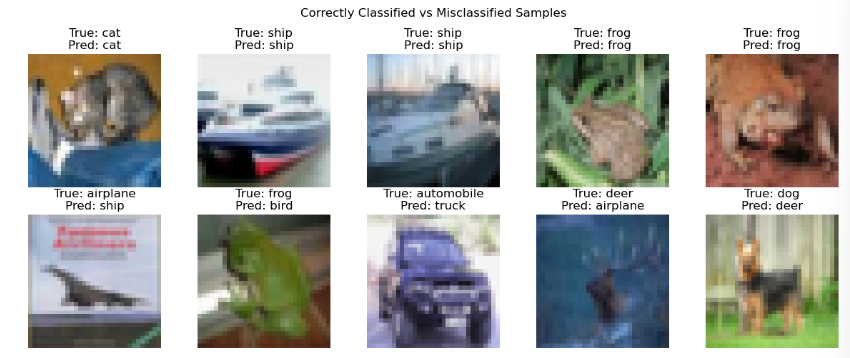 Correctly Classified vs Misclassified Samples
True: cat
Pred: cat
True: ship
Pred: ship
True: ship
Pred: ship
True: frog
Pred: frog
True: frog
Pred: frog
True: airplane
Pred: ship
True: frog
Pred: bird
True: automobile
Pred: truck
True: deer
Pred: airplane
True: dog
Pred: deer